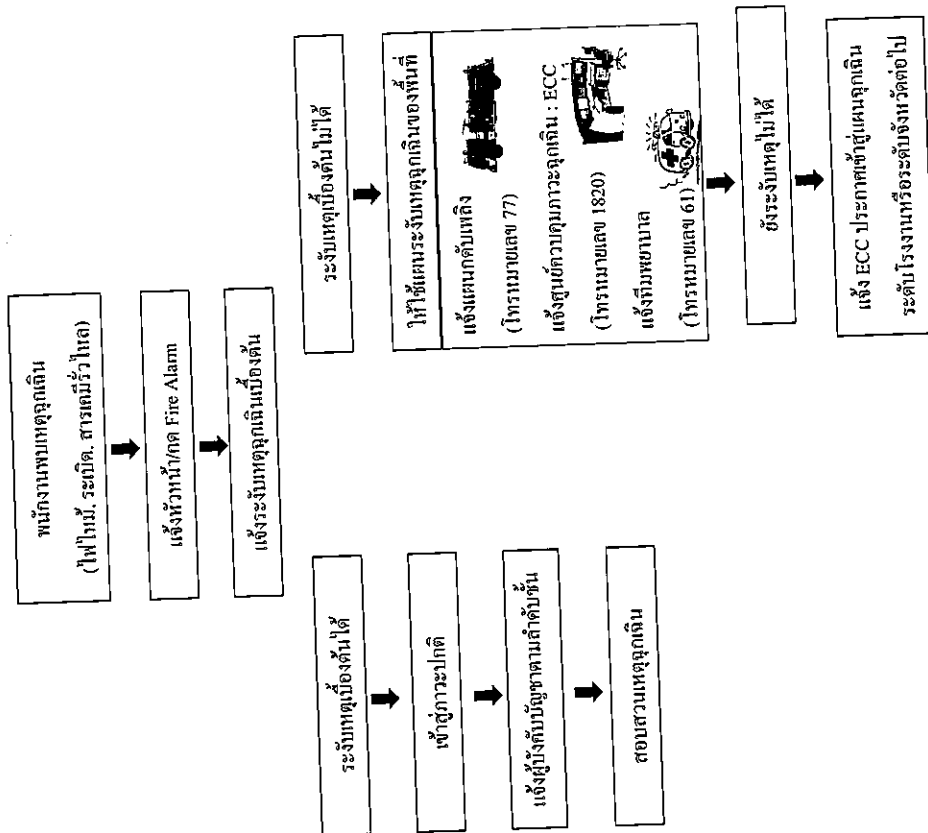 พนักงานพบเหตุฉุกเฉิน
(ไฟไหม้, ระเบิด, สารเคมีรั่วไหล)
แจ้งหัวหน้า/กด Fire Alarm
แจ้งระงับเหตุฉุกเฉินเบื้องต้น
ระงับเหตุเบื้องต้นได้
เข้าสู่ภาวะปกติ
แจ้งผู้บังคับบัญชาตามลำดับชั้น
สอบสวนเหตุฉุกเฉิน
ระงับเหตุเบื้องต้นไม่ได้
ให้ใช้แผนระงับเหตุฉุกเฉินของพื้นที่
แจ้งแผนกดับเพลิง
(โทรหมายเลข 77)
แจ้งศูนย์ควบคุมภาวะฉุกเฉิน : ECC
(โทรหมายเลข 1820)
แจ้งทีมพยาบาล
(โทรหมายเลข 61)
ยังระงับเหตุไม่ได้
แจ้ง ECC ประกาศเข้าสู่แผนฉุกเฉิน
ระดับโรงงานหรือระดับจังหวัดต่อไป